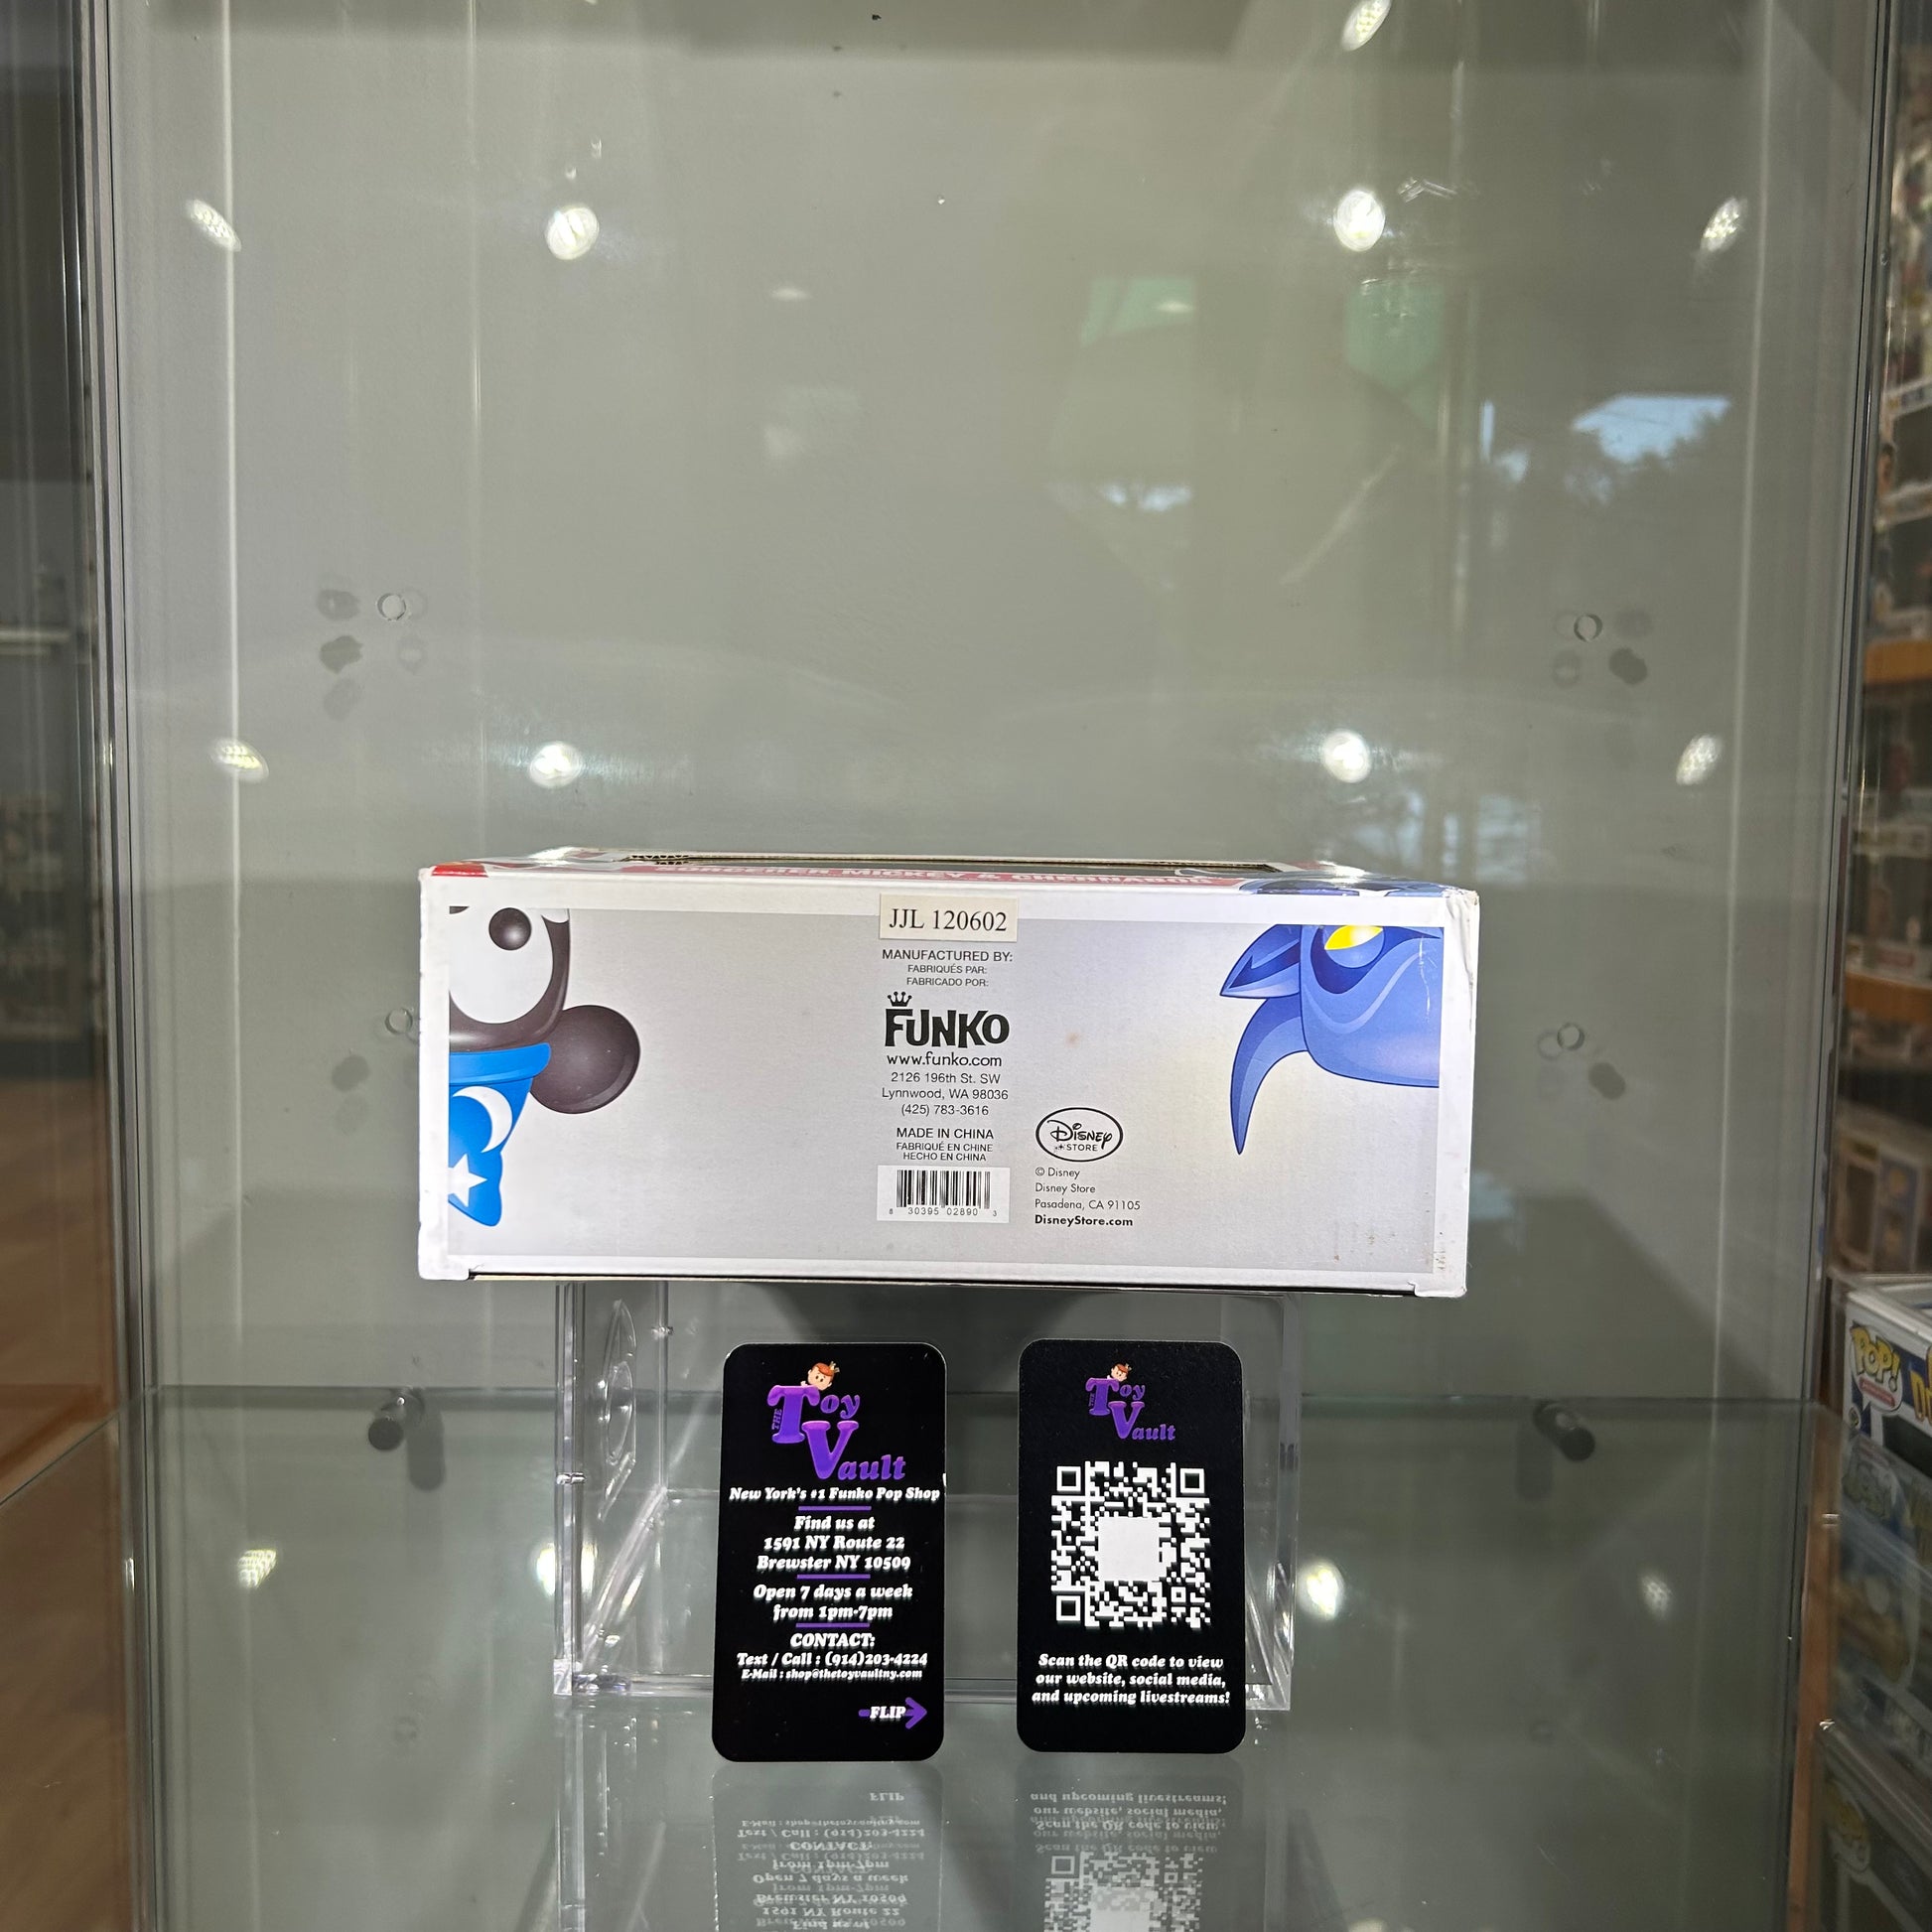 SORCERER MICKEY & CHERNABOG
JJL 120602
MANUFACTURED BY:
FABRIQUÉS PAR:
FABRICADO POR:
FUNKO
www.funko.com
2126 196th St. SW
Lynnwood, WA 98036
(425) 783-3616
MADE IN CHINA
FABRIQUÉ EN CHINE
HECHO EN CHINA
8 30395 02890 3
Disney
STORE
© Disney
Disney Store
Pasadena, CA 91105
DisneyStore.com
THE Toy
Vault
New York's #1 Funko Pop Shop
Find us at
1591 NY Route 22
Brewster NY 10509
Open 7 days a week
from 1pm-7pm
CONTACT:
Text / Call : (914)203-4224
E-Mail : shop@thetoyvaultny.com
FLIP
THE Toy
Vault
Scan the QR code to view
our website, social media,
and upcoming livestreams!
POP!